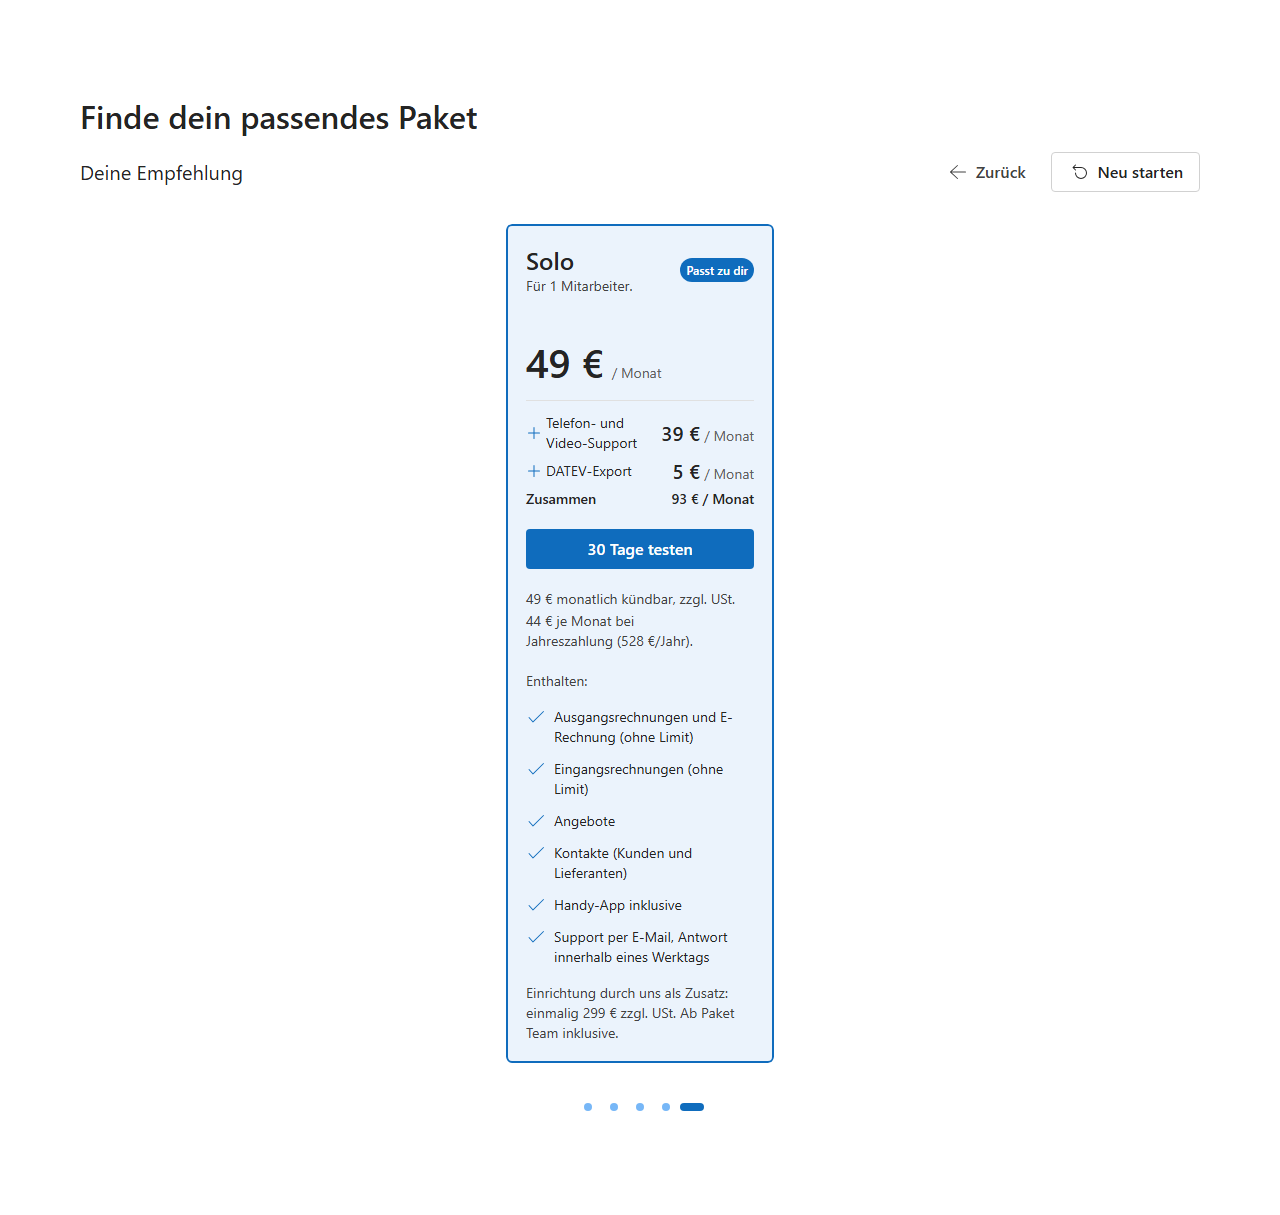 Finde dein passendes Paket
Deine Empfehlung
Zurück
Neu starten
Solo
Für 1 Mitarbeiter.
Passt zu dir
49 € / Monat
Telefon- und
Video-Support
39 € / Monat
DATEV-Export
5 € / Monat
Zusammen
93 € / Monat
30 Tage testen
49 € monatlich kündbar, zzgl. USt.
44 € je Monat bei
Jahreszahlung (528 €/Jahr).
Enthalten:
Ausgangsrechnungen und E-
Rechnung (ohne Limit)
Eingangsrechnungen (ohne
Limit)
Angebote
Kontakte (Kunden und
Lieferanten)
Handy-App inklusive
Support per E-Mail, Antwort
innerhalb eines Werktags
Einrichtung durch uns als Zusatz:
einmalig 299 € zzgl. USt. Ab Paket
Team inklusive.